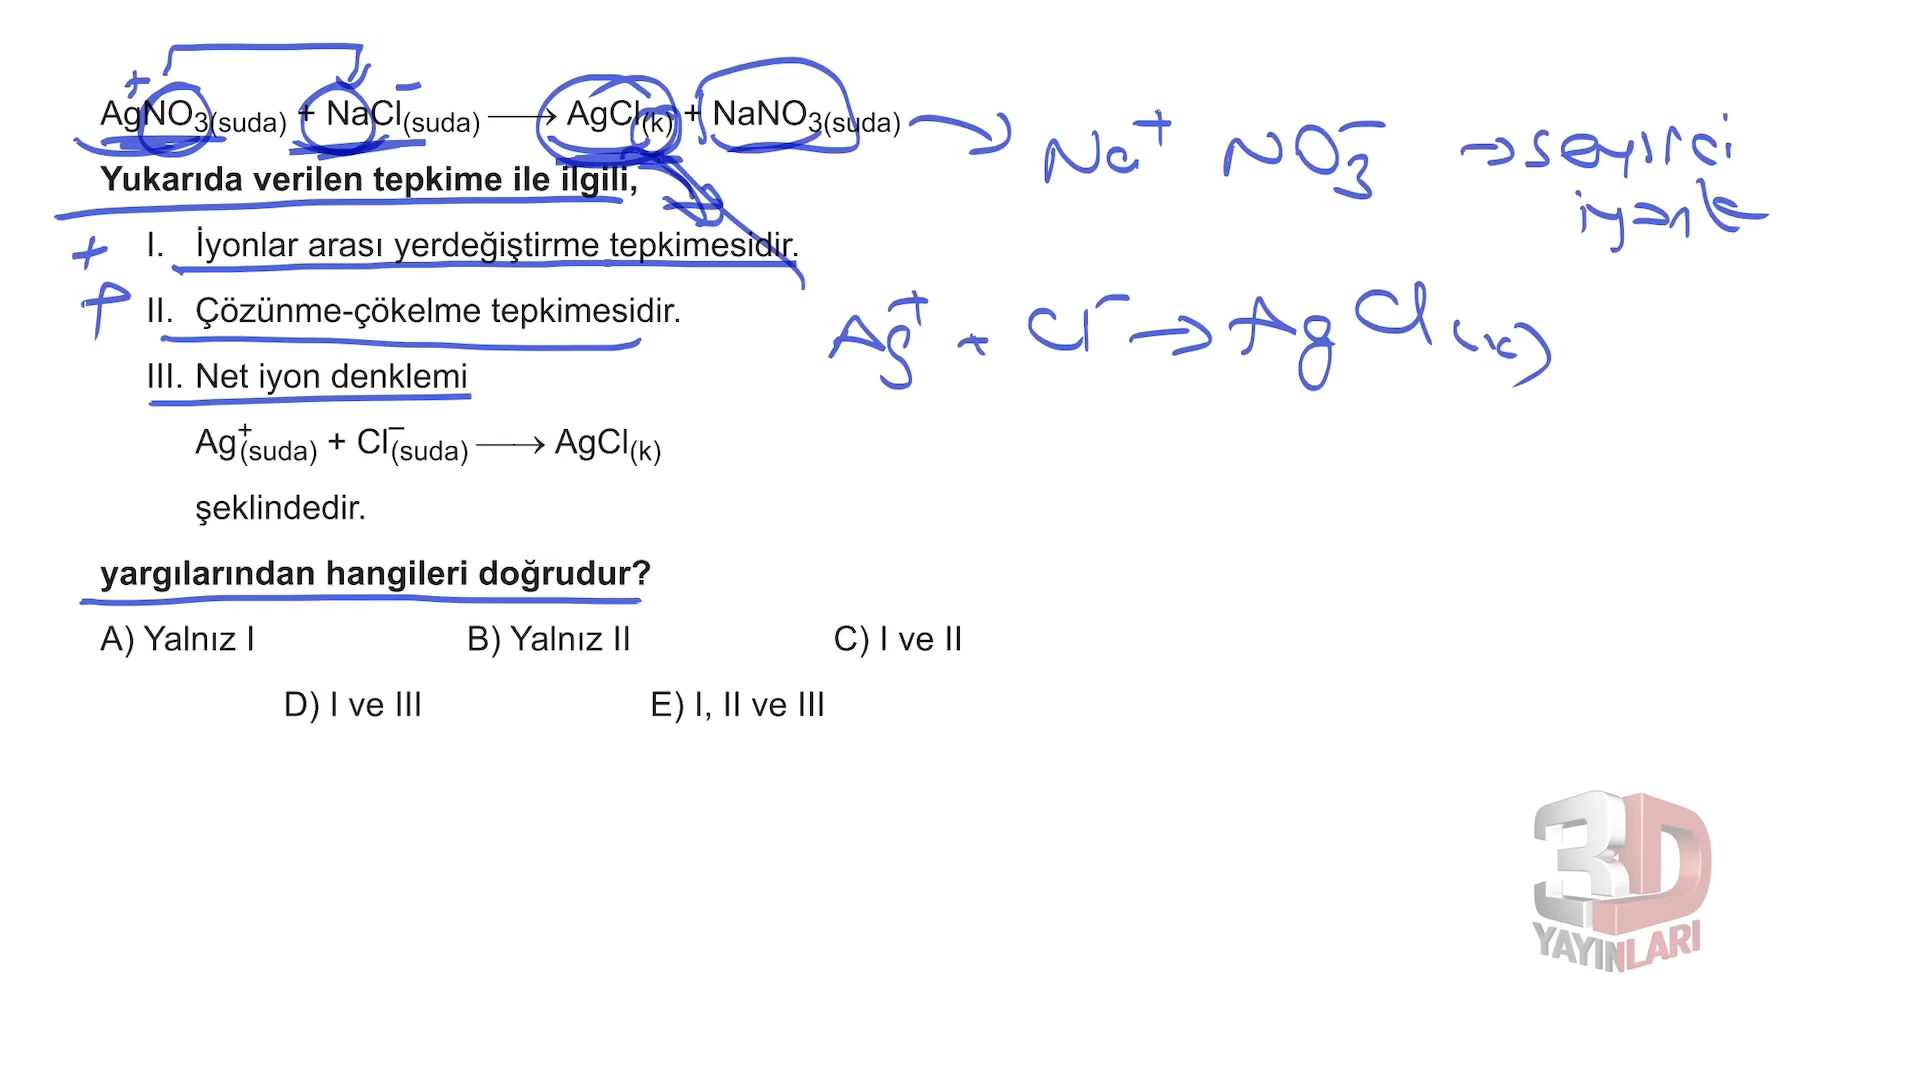 AgNO3(suda) + NaCl(suda) ⟶ AgCl(k) + NaNO3(suda) → Na+ NO3− → seyirci
iyonlar
Yukarıda verilen tepkime ile ilgili,
+ I. İyonlar arası yerdeğiştirme tepkimesidir.
+ II. Çözünme-çökelme tepkimesidir.
Ag+ + Cl− → AgCl(k)
III. Net iyon denklemi
Ag+(suda) + Cl−(suda) ⟶ AgCl(k)
şeklindedir.
yargılarından hangileri doğrudur?
A) Yalnız I B) Yalnız II C) I ve II
D) I ve III E) I, II ve III
3D
YAYINLARI